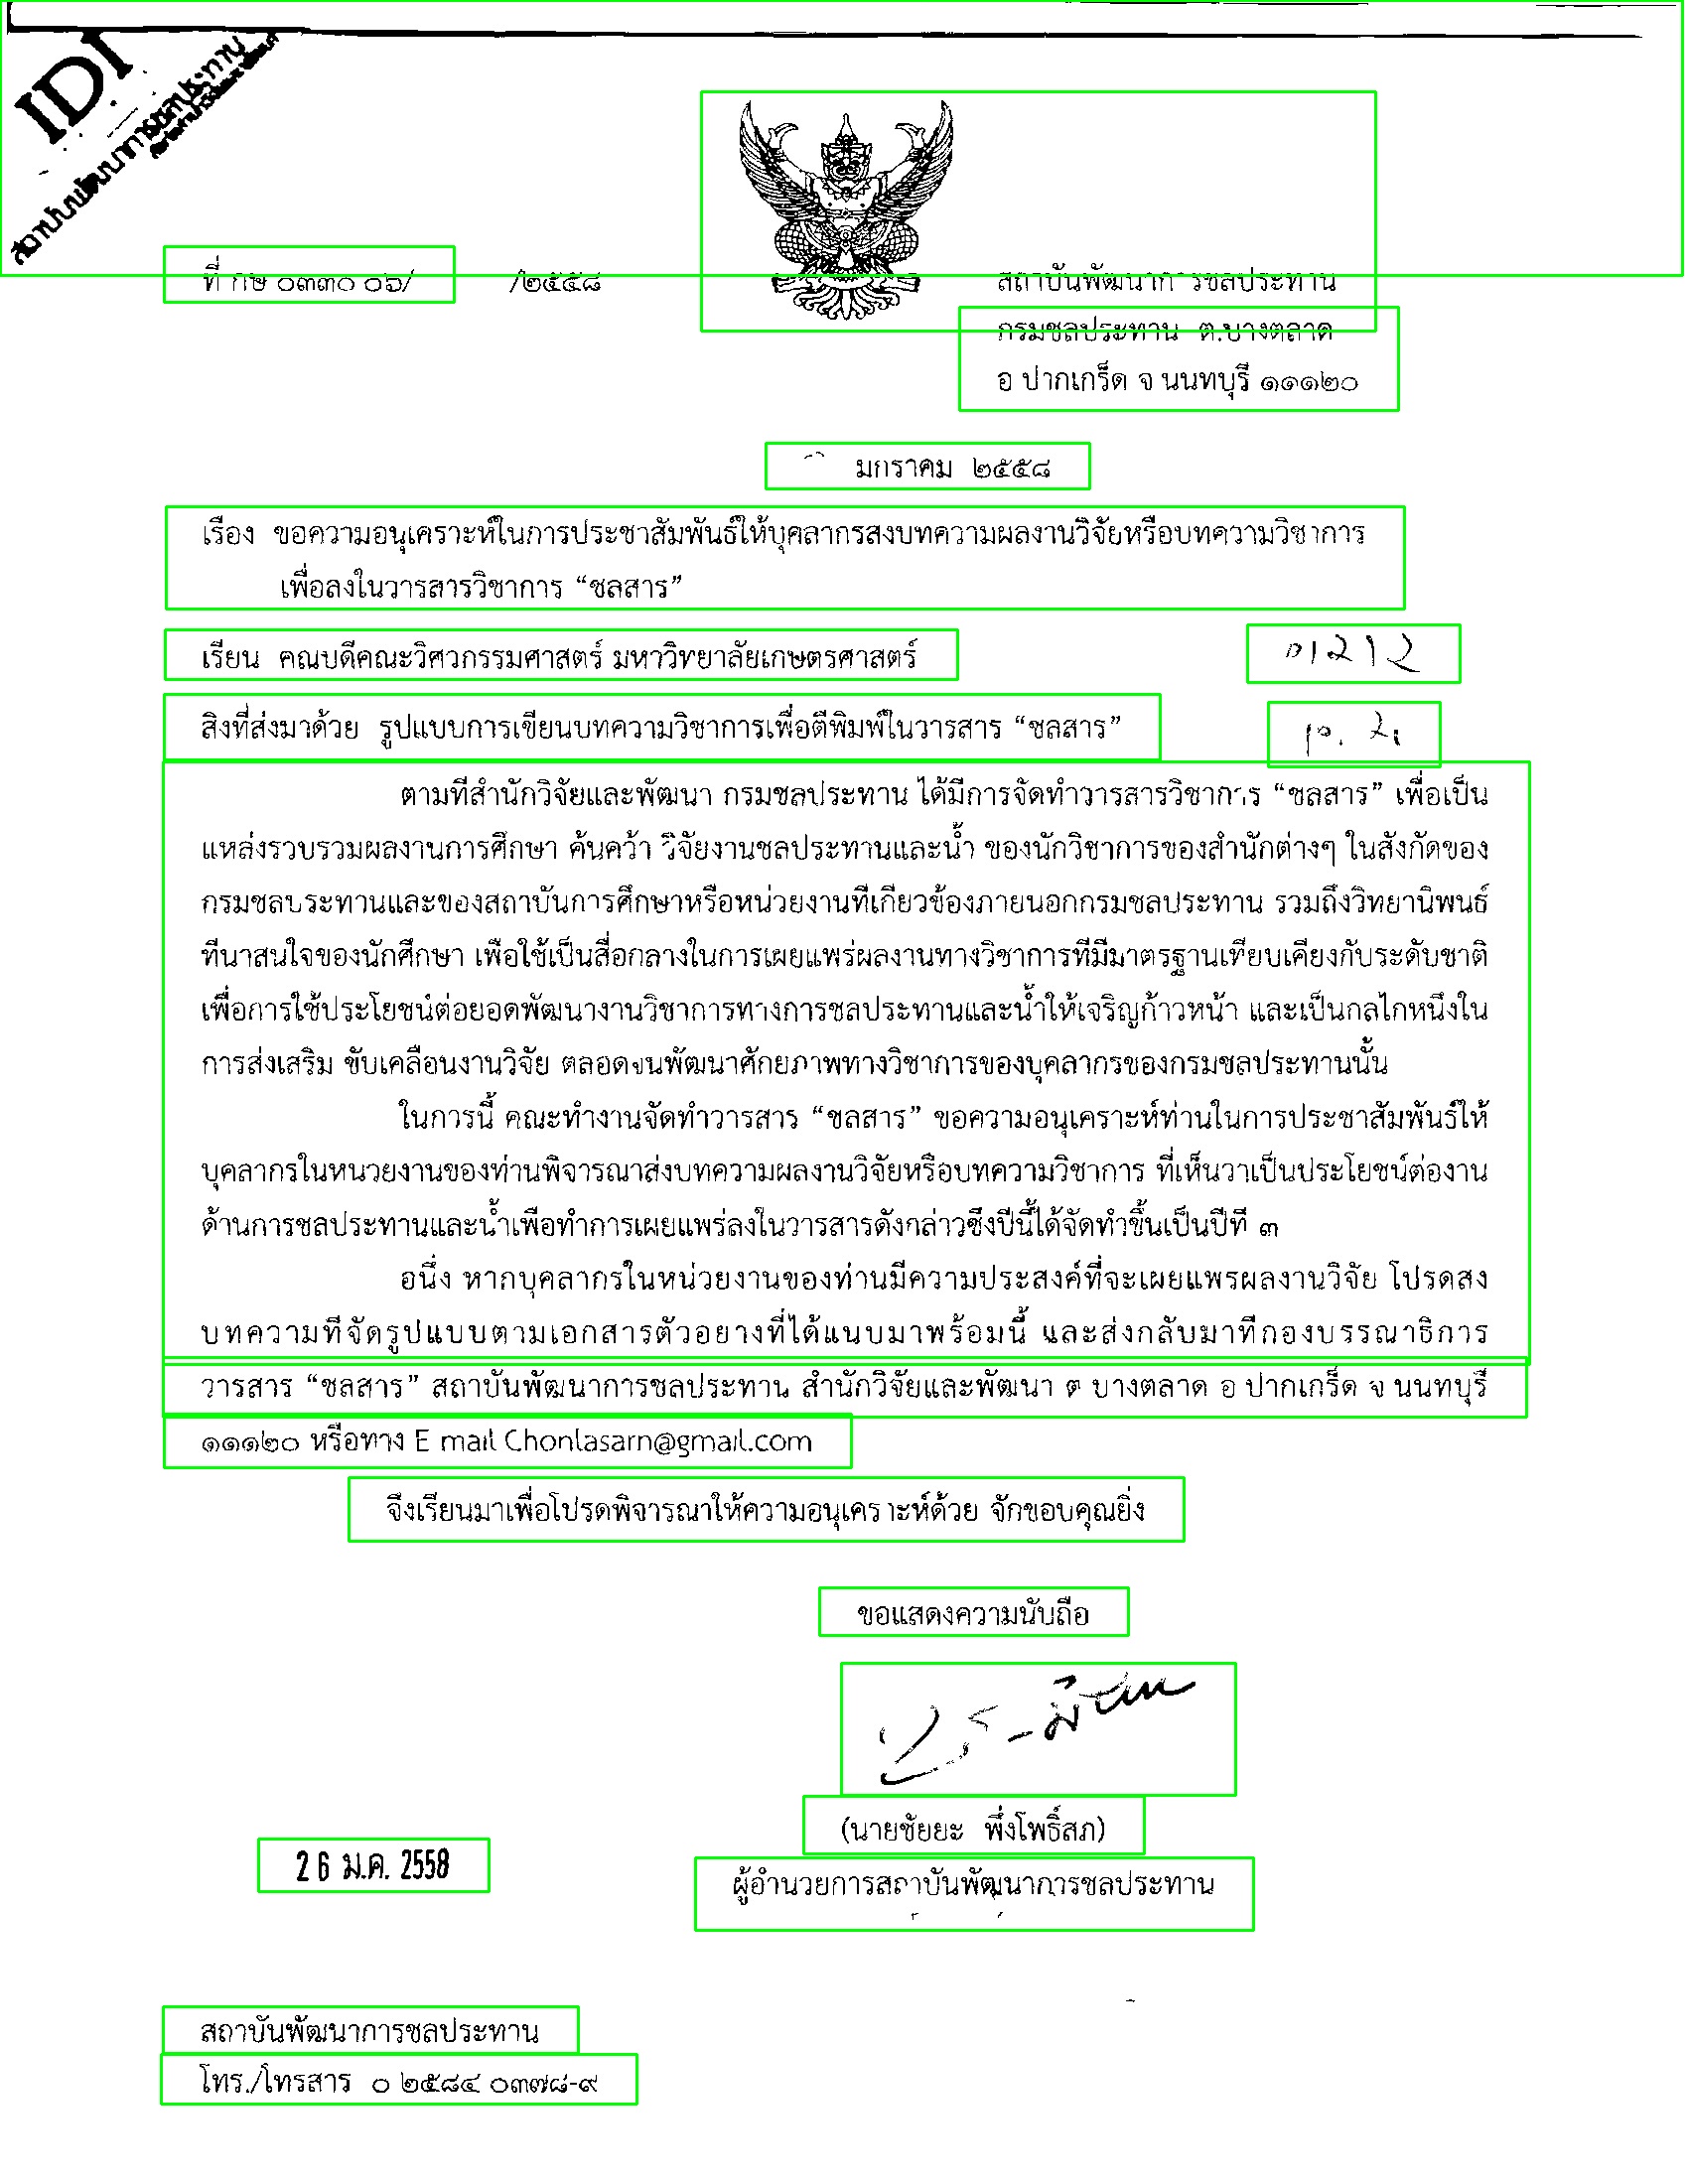 IDI
สถาบันพัฒนาการชลประทาน
ที่ กษ ๐๓๓๐ ๐๖/ /๒๕๕๘
สถาบันพัฒนาการชลประทาน
กรมชลประทาน ต.บางตลาด
อ ปากเกร็ด จ นนทบุรี ๑๑๑๒๐
มกราคม ๒๕๕๘
เรื่อง ขอความอนุเคราะห์ในการประชาสัมพันธ์ให้บุคลากรส่งบทความผลงานวิจัยหรือบทความวิชาการ
เพื่อลงในวารสารวิชาการ “ชลสาร”
เรียน คณบดีคณะวิศวกรรมศาสตร์ มหาวิทยาลัยเกษตรศาสตร์
01212
สิ่งที่ส่งมาด้วย รูปแบบการเขียนบทความวิชาการเพื่อตีพิมพ์ในวารสาร “ชลสาร”
ตามที่สำนักวิจัยและพัฒนา กรมชลประทาน ได้มีการจัดทำวารสารวิชาการ “ชลสาร” เพื่อเป็น
แหล่งรวบรวมผลงานการศึกษา ค้นคว้า วิจัยงานชลประทานและน้ำ ของนักวิชาการของสำนักต่างๆ ในสังกัดของ
กรมชลประทานและของสถาบันการศึกษาหรือหน่วยงานที่เกี่ยวข้องภายนอกกรมชลประทาน รวมถึงวิทยานิพนธ์
ที่น่าสนใจของนักศึกษา เพื่อใช้เป็นสื่อกลางในการเผยแพร่ผลงานทางวิชาการที่มีมาตรฐานเทียบเคียงกับระดับชาติ
เพื่อการใช้ประโยชน์ต่อยอดพัฒนางานวิชาการทางการชลประทานและน้ำให้เจริญก้าวหน้า และเป็นกลไกหนึ่งใน
การส่งเสริม ขับเคลื่อนงานวิจัย ตลอดจนพัฒนาศักยภาพทางวิชาการของบุคลากรของกรมชลประทานนั้น
ในการนี้ คณะทำงานจัดทำวารสาร “ชลสาร” ขอความอนุเคราะห์ท่านในการประชาสัมพันธ์ให้
บุคลากรในหน่วยงานของท่านพิจารณาส่งบทความผลงานวิจัยหรือบทความวิชาการ ที่เห็นว่าเป็นประโยชน์ต่องาน
ด้านการชลประทานและน้ำเพื่อทำการเผยแพร่ลงในวารสารดังกล่าวซึ่งปีนี้ได้จัดทำขึ้นเป็นปีที่ ๓
อนึ่ง หากบุคลากรในหน่วยงานของท่านมีความประสงค์ที่จะเผยแพร่ผลงานวิจัย โปรดส่ง
บทความที่จัดรูปแบบตามเอกสารตัวอย่างที่ได้แนบมาพร้อมนี้ และส่งกลับมาที่กองบรรณาธิการ
วารสาร “ชลสาร” สถาบันพัฒนาการชลประทาน สำนักวิจัยและพัฒนา ต บางตลาด อ ปากเกร็ด จ นนทบุรี
๑๑๑๒๐ หรือทาง E mail Chonlasarn@gmail.com
จึงเรียนมาเพื่อโปรดพิจารณาให้ความอนุเคราะห์ด้วย จักขอบคุณยิ่ง
ขอแสดงความนับถือ
(นายชัยยะ พึ่งโพธิ์สภ)
ผู้อำนวยการสถาบันพัฒนาการชลประทาน
26 ม.ค. 2558
สถาบันพัฒนาการชลประทาน
โทร./โทรสาร ๐ ๒๕๘๔ ๐๓๗๘-๙